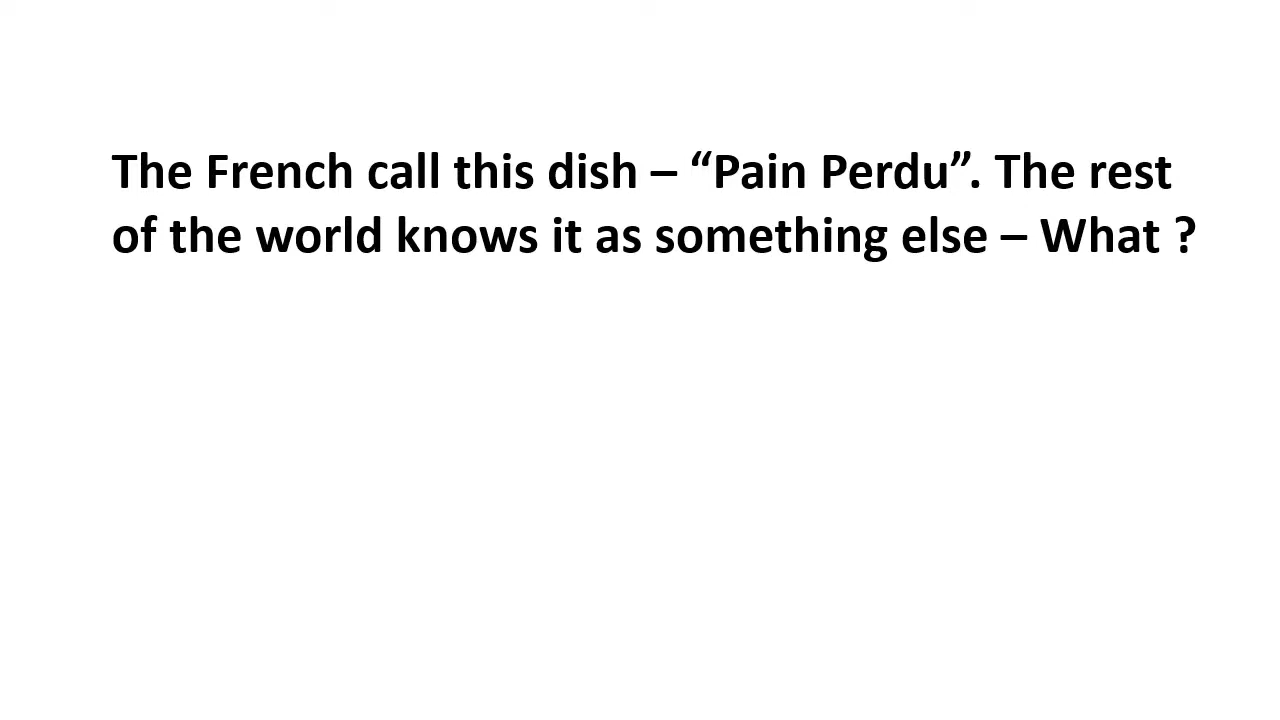 The French call this dish – “Pain Perdu”. The rest
of the world knows it as something else – What ?